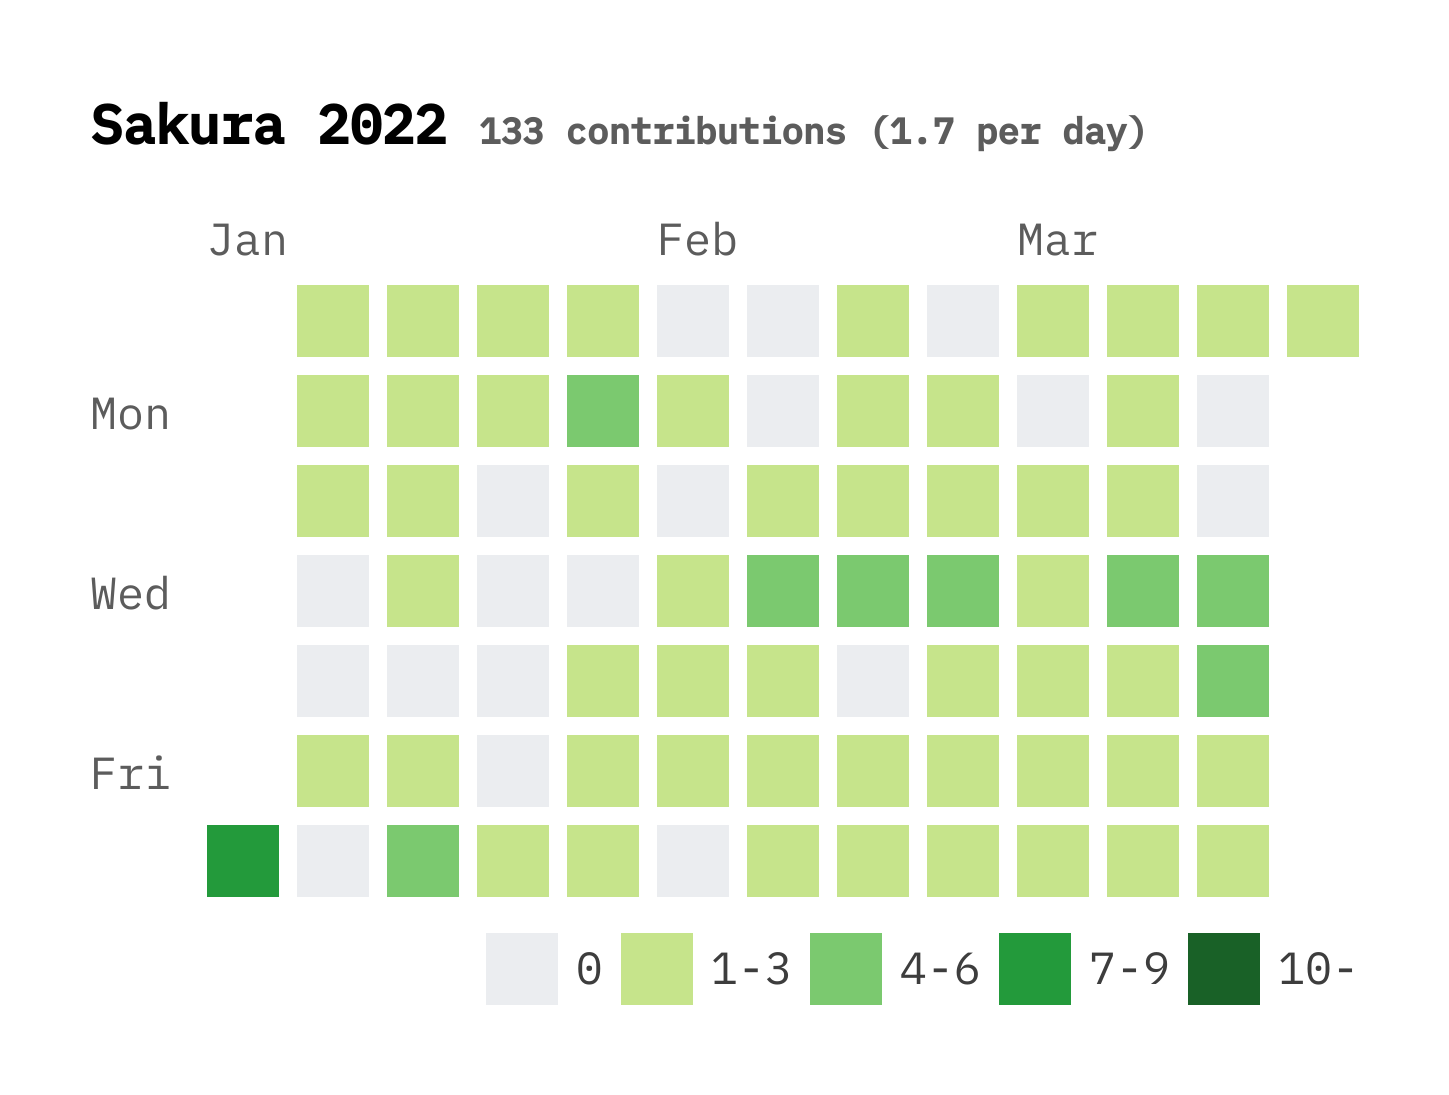 Sakura 2022 133 contributions (1.7 per day)
Jan Feb Mar
Mon
Wed
Fri
0 1-3 4-6 7-9 10-